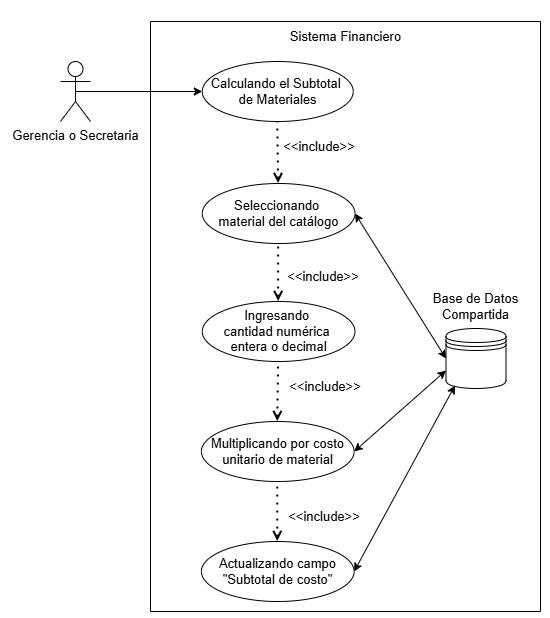 Sistema Financiero
Calculando el Subtotal
de Materiales
Gerencia o Secretaria
<<include>>
Seleccionando
material del catálogo
<<include>>
Base de Datos
Compartida
Ingresando
cantidad numérica
entera o decimal
<<include>>
Multiplicando por costo
unitario de material
<<include>>
Actualizando campo
"Subtotal de costo"